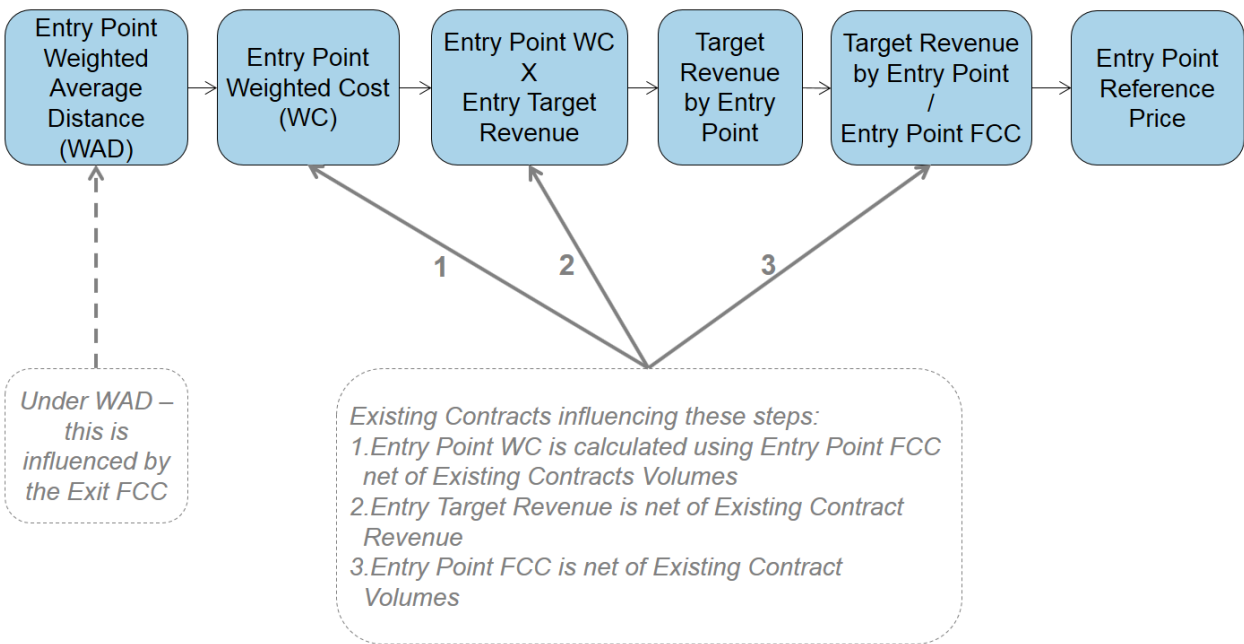 Entry Point
Weighted
Average
Distance
(WAD)
Entry Point
Weighted Cost
(WC)
Entry Point WC
X
Entry Target
Revenue
Target
Revenue
by Entry
Point
Target Revenue
by Entry Point
/
Entry Point FCC
Entry Point
Reference
Price
1
2
3
Under WAD –
this is
influenced by
the Exit FCC
Existing Contracts influencing these steps:
1.Entry Point WC is calculated using Entry Point FCC
net of Existing Contracts Volumes
2.Entry Target Revenue is net of Existing Contract
Revenue
3.Entry Point FCC is net of Existing Contract
Volumes